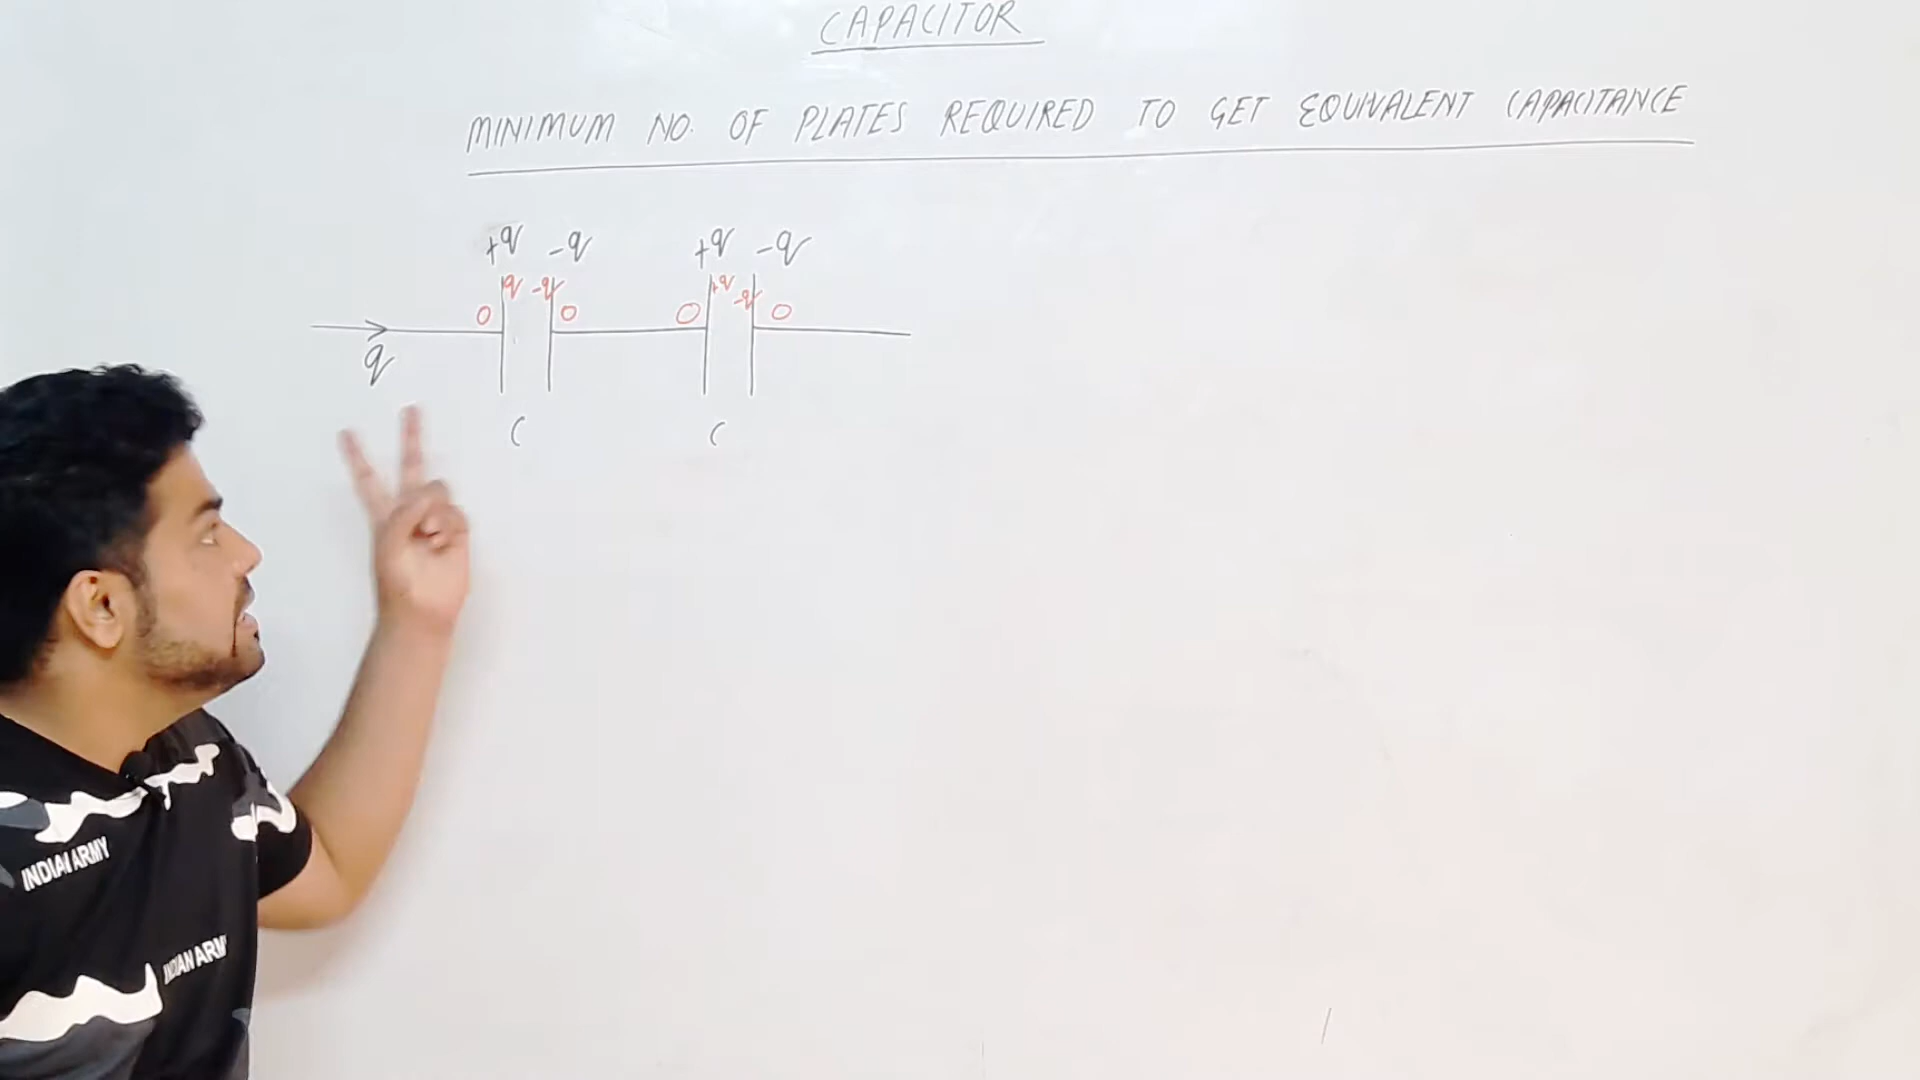 CAPACITOR
MINIMUM NO. OF PLATES REQUIRED TO GET EQUIVALENT CAPACITANCE
+q -q +q -q
q -q +q -q
0 0 0 0
q
C C
INDIAN ARMY
INDIAN ARMY